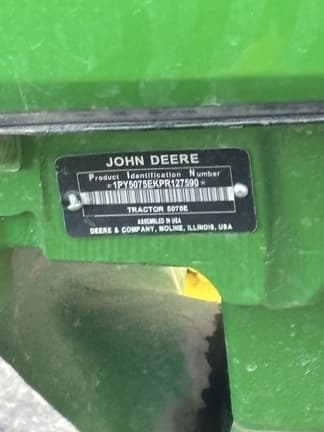 JOHN DEERE
Product Identification Number
*1PY5075EKPR127590*
TRACTOR 5075E
ASSEMBLED IN USA
DEERE & COMPANY, MOLINE, ILLINOIS, USA